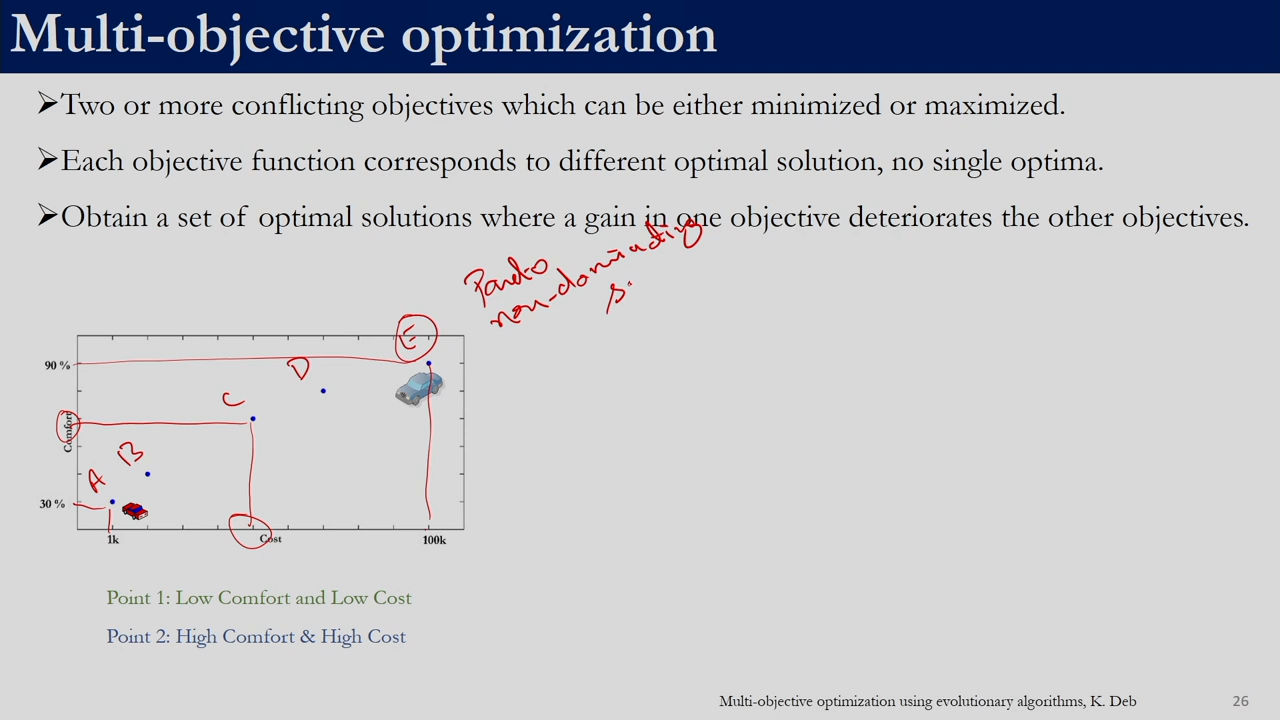 Multi-objective optimization
➤Two or more conflicting objectives which can be either minimized or maximized.
➤Each objective function corresponds to different optimal solution, no single optima.
➤Obtain a set of optimal solutions where a gain in one objective deteriorates the other objectives.
Pareto
non-dominating
s
E
90 %
D
C
Comfort
B
A
30 %
1k
Cost
100k
Point 1: Low Comfort and Low Cost
Point 2: High Comfort & High Cost
Multi-objective optimization using evolutionary algorithms, K. Deb
26